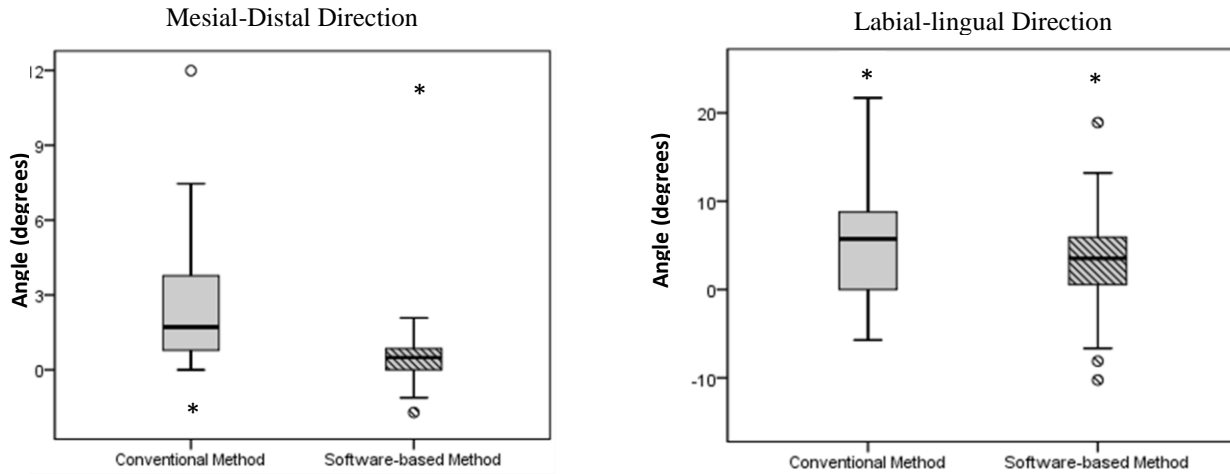 Mesial-Distal Direction
12
9
6
3
0
Angle (degrees)
*
*
Conventional Method
Software-based Method
Labial-lingual Direction
20
10
0
-10
Angle (degrees)
*
*
Conventional Method
Software-based Method